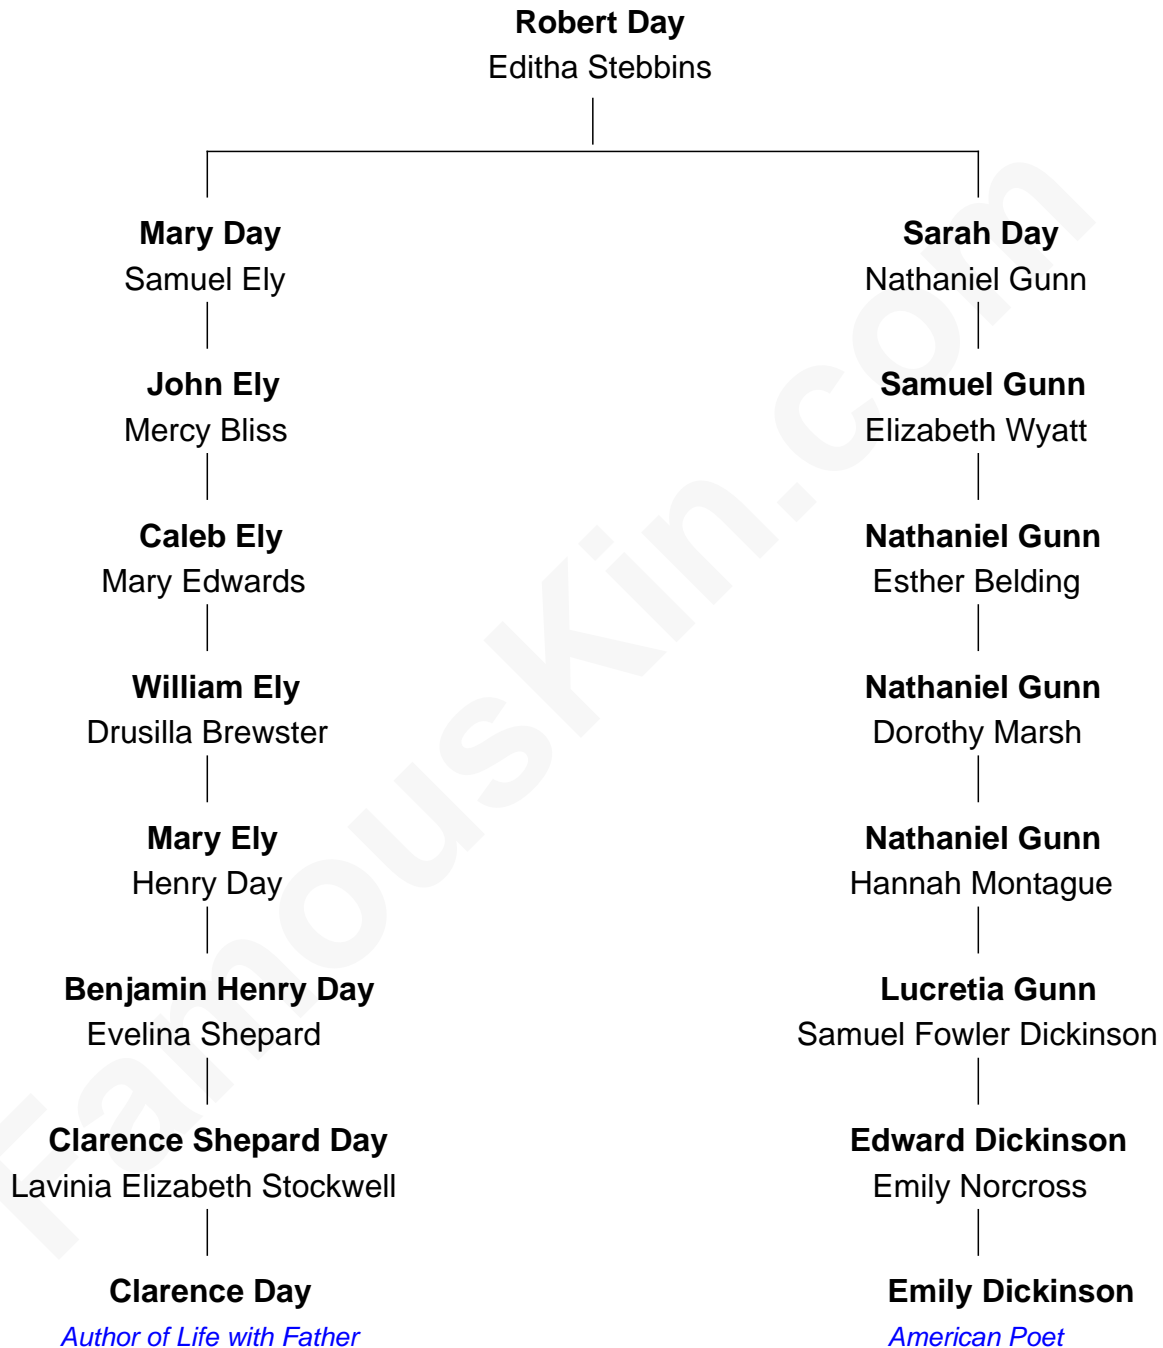 Robert Day
Editha Stebbins
Mary Day
Sarah Day
Samuel Ely
Nathaniel Gunn
John Ely
Samuel Gunn
Mercy Bliss
Elizabeth Wyatt
Caleb Ely
Nathaniel Gunn
Mary Edwards
Esther Belding
William Ely
Nathaniel Gunn
Drusilla Brewster
Dorothy Marsh
Mary Ely
Nathaniel Gunn
Henry Day
Hannah Montague
Benjamin Henry Day
Lucretia Gunn
Evelina Shepard
Samuel Fowler Dickinson
Clarence Shepard Day
Edward Dickinson
Lavinia Elizabeth Stockwell
Emily Norcross
Clarence Day
Emily Dickinson
Author of Life with Father
American Poet
FamousKin.com